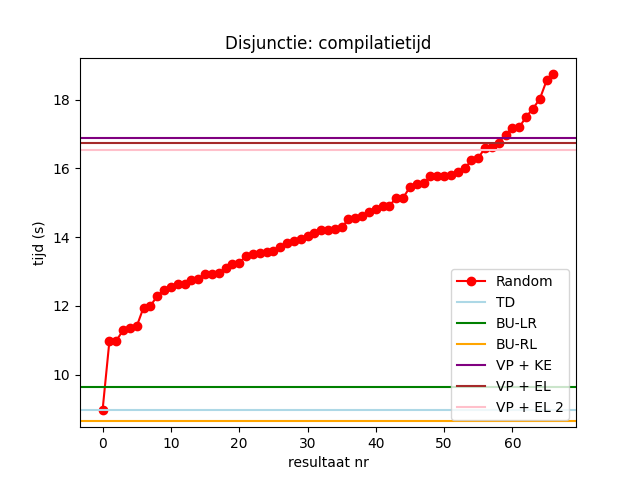 Disjunctie: compilatietijd
tijd (s)
18
16
14
12
10
0 10 20 30 40 50 60
resultaat nr
Random
TD
BU-LR
BU-RL
VP + KE
VP + EL
VP + EL 2